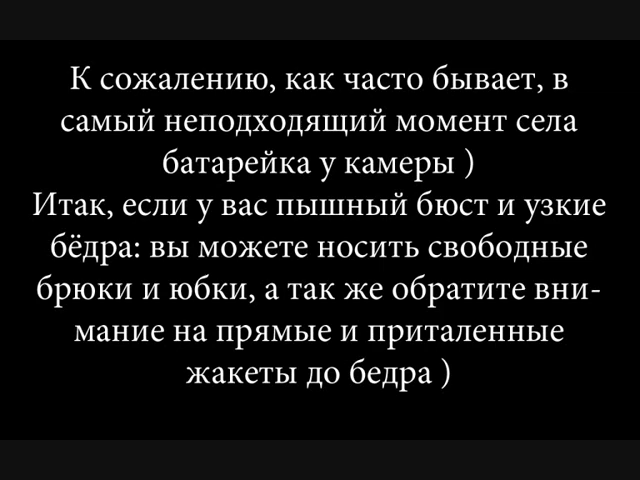 К сожалению, как часто бывает, в
самый неподходящий момент села
батарейка у камеры )
Итак, если у вас пышный бюст и узкие
бёдра: вы можете носить свободные
брюки и юбки, а так же обратите вни-
мание на прямые и приталенные
жакеты до бедра )